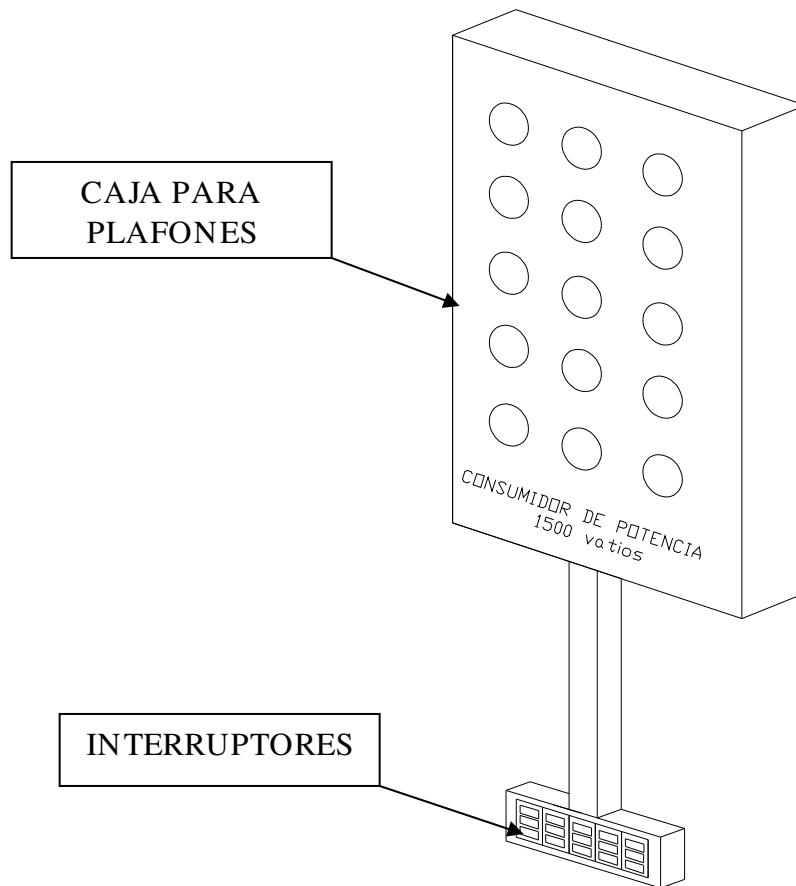 CAJA PARA
PLAFONES
CONSUMIDOR DE POTENCIA
1500 vatios
INTERRUPTORES